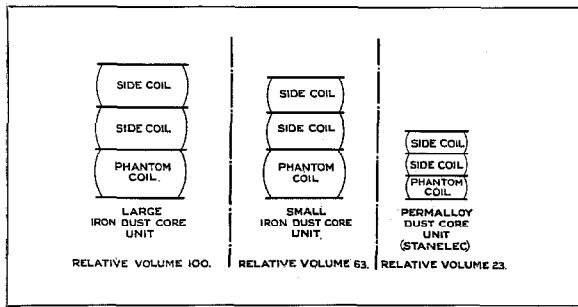 SIDE COIL
SIDE COIL
PHANTOM
COIL.
LARGE
IRON DUST CORE
UNIT
RELATIVE VOLUME 100.
SIDE COIL
SIDE COIL
PHANTOM
COIL
SMALL
IRON DUST CORE
UNIT.
RELATIVE VOLUME 63.
SIDE COIL
SIDE COIL
PHANTOM
COIL
PERMALLOY
DUST CORE
UNIT
(STANELEC)
RELATIVE VOLUME 23.